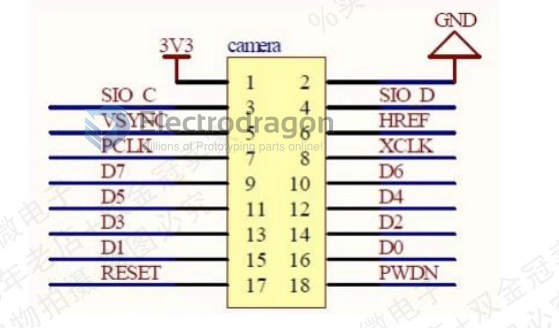 GND
3V3 camera
1 2
SIO_C 3 4 SIO_D
VSYNC 5 6 HREF
Electrodragon
PCLK 7 8 XCLK
Millions of Prototyping parts online!
D7 9 10 D6
D5 11 12 D4
D3 13 14 D2
D1 15 16 D0
RESET 17 18 PWDN